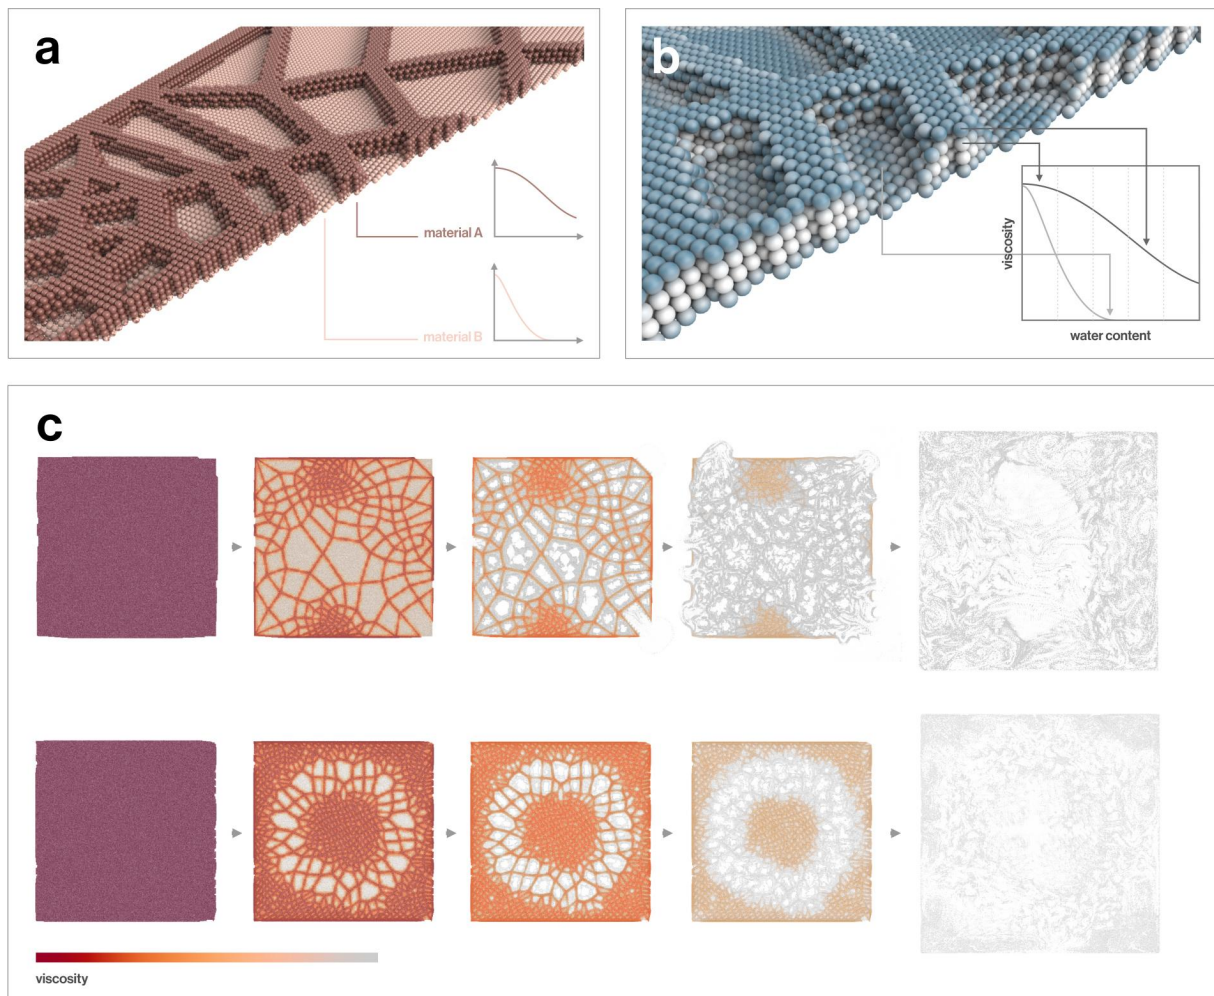 a
material A
material B
b
viscosity
water content
c
viscosity